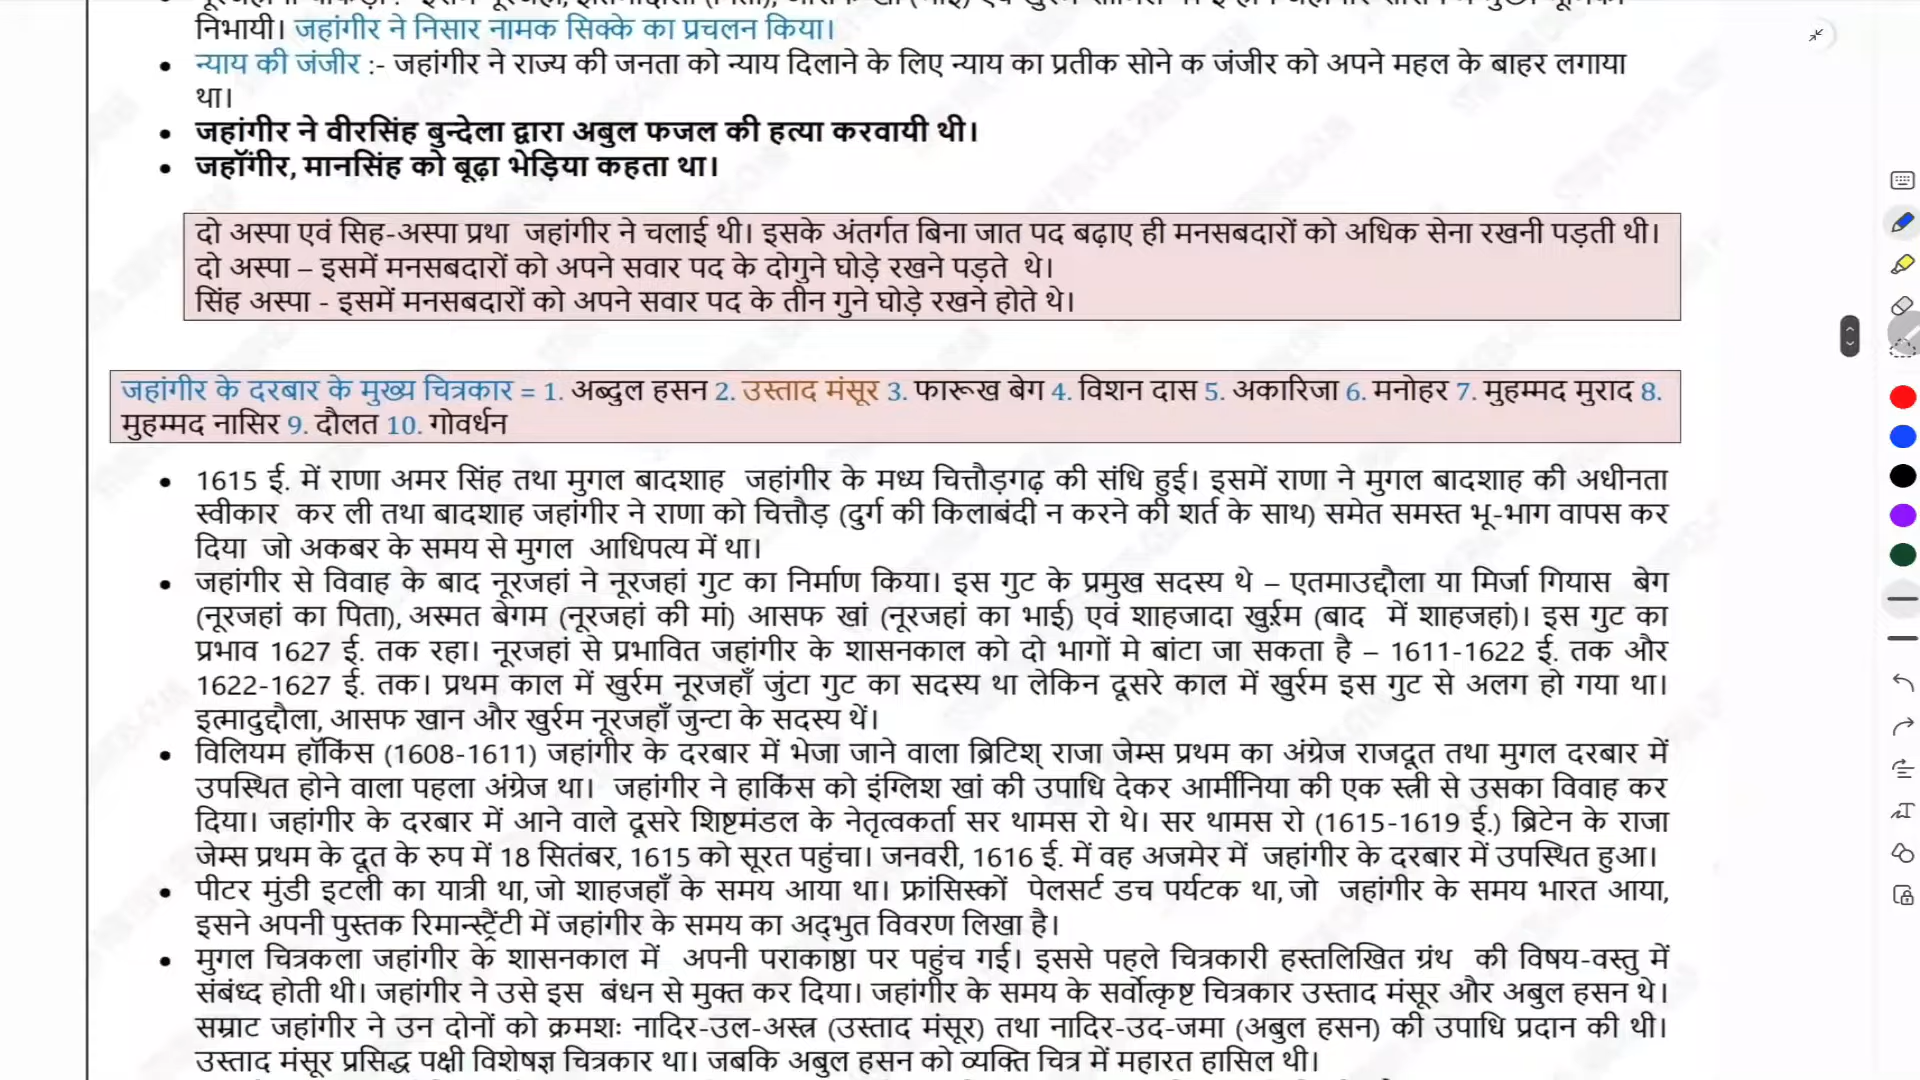 निभायी। जहांगीर ने निसार नामक सिक्के का प्रचलन किया।
न्याय की जंजीर :- जहांगीर ने राज्य की जनता को न्याय दिलाने के लिए न्याय का प्रतीक सोने क जंजीर को अपने महल के बाहर लगाया
था।
जहांगीर ने वीरसिंह बुन्देला द्वारा अबुल फजल की हत्या करवायी थी।
जहॉगीर, मानसिंह को बूढ़ा भेड़िया कहता था।
दो अस्पा एवं सिह-अस्पा प्रथा जहांगीर ने चलाई थी। इसके अंतर्गत बिना जात पद बढ़ाए ही मनसबदारों को अधिक सेना रखनी पड़ती थी।
दो अस्पा – इसमें मनसबदारों को अपने सवार पद के दोगुने घोड़े रखने पड़ते थे।
सिंह अस्पा - इसमें मनसबदारों को अपने सवार पद के तीन गुने घोड़े रखने होते थे।
जहांगीर के दरबार के मुख्य चित्रकार = 1. अब्दुल हसन 2. उस्ताद मंसूर 3. फारूख बेग 4. विशन दास 5. अकारिजा 6. मनोहर 7. मुहम्मद मुराद 8.
मुहम्मद नासिर 9. दौलत 10. गोवर्धन
1615 ई. में राणा अमर सिंह तथा मुगल बादशाह जहांगीर के मध्य चित्तौड़गढ़ की संधि हुई। इसमें राणा ने मुगल बादशाह की अधीनता
स्वीकार कर ली तथा बादशाह जहांगीर ने राणा को चित्तौड़ (दुर्ग की किलाबंदी न करने की शर्त के साथ) समेत समस्त भू-भाग वापस कर
दिया जो अकबर के समय से मुगल आधिपत्य में था।
जहांगीर से विवाह के बाद नूरजहां ने नूरजहां गुट का निर्माण किया। इस गुट के प्रमुख सदस्य थे – एतमाउद्दौला या मिर्जा गियास बेग
(नूरजहां का पिता), अस्मत बेगम (नूरजहां की मां) आसफ खां (नूरजहां का भाई) एवं शाहजादा खुर्रम (बाद में शाहजहां)। इस गुट का
प्रभाव 1627 ई. तक रहा। नूरजहां से प्रभावित जहांगीर के शासनकाल को दो भागों मे बांटा जा सकता है – 1611-1622 ई. तक और
1622-1627 ई. तक। प्रथम काल में खुर्रम नूरजहाँ जुंटा गुट का सदस्य था लेकिन दूसरे काल में खुर्रम इस गुट से अलग हो गया था।
इत्मादुद्दौला, आसफ खान और खुर्रम नूरजहाँ जुन्टा के सदस्य थें।
विलियम हॉकिंस (1608-1611) जहांगीर के दरबार में भेजा जाने वाला ब्रिटिश् राजा जेम्स प्रथम का अंग्रेज राजदूत तथा मुगल दरबार में
उपस्थित होने वाला पहला अंग्रेज था। जहांगीर ने हाकिंस को इंग्लिश खां की उपाधि देकर आर्मीनिया की एक स्त्री से उसका विवाह कर
दिया। जहांगीर के दरबार में आने वाले दूसरे शिष्टमंडल के नेतृत्वकर्ता सर थामस रो थे। सर थामस रो (1615-1619 ई.) ब्रिटेन के राजा
जेम्स प्रथम के दूत के रुप में 18 सितंबर, 1615 को सूरत पहुंचा। जनवरी, 1616 ई. में वह अजमेर में जहांगीर के दरबार में उपस्थित हुआ।
पीटर मुंडी इटली का यात्री था, जो शाहजहाँ के समय आया था। फ्रांसिस्कों पेलसर्ट डच पर्यटक था, जो जहांगीर के समय भारत आया,
इसने अपनी पुस्तक रिमान्स्ट्रैंटी में जहांगीर के समय का अद्भुत विवरण लिखा है।
मुगल चित्रकला जहांगीर के शासनकाल में अपनी पराकाष्ठा पर पहुंच गई। इससे पहले चित्रकारी हस्तलिखित ग्रंथ की विषय-वस्तु में
संबंध्द होती थी। जहांगीर ने उसे इस बंधन से मुक्त कर दिया। जहांगीर के समय के सर्वोत्कृष्ट चित्रकार उस्ताद मंसूर और अबुल हसन थे।
सम्राट जहांगीर ने उन दोनों को क्रमशः नादिर-उल-अस्त्र (उस्ताद मंसूर) तथा नादिर-उद-जमा (अबुल हसन) की उपाधि प्रदान की थी।
उस्ताद मंसूर प्रसिद्ध पक्षी विशेषज्ञ चित्रकार था। जबकि अबुल हसन को व्यक्ति चित्र में महारत हासिल थी।